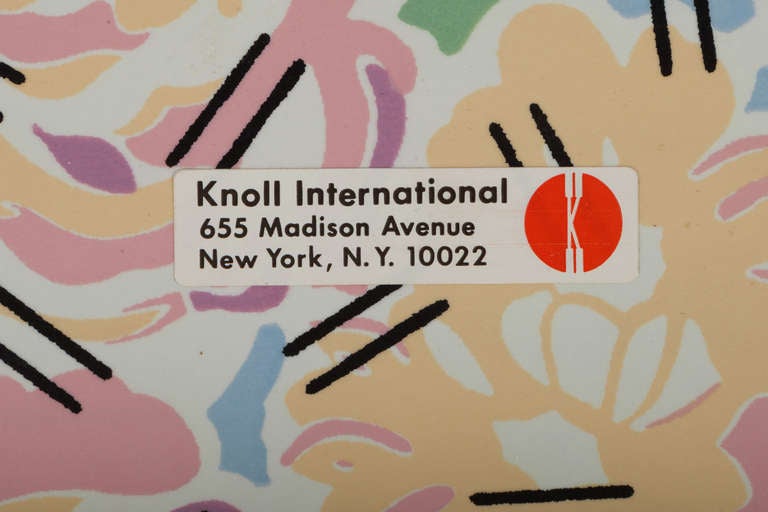 Knoll International
655 Madison Avenue
New York, N.Y. 10022
K